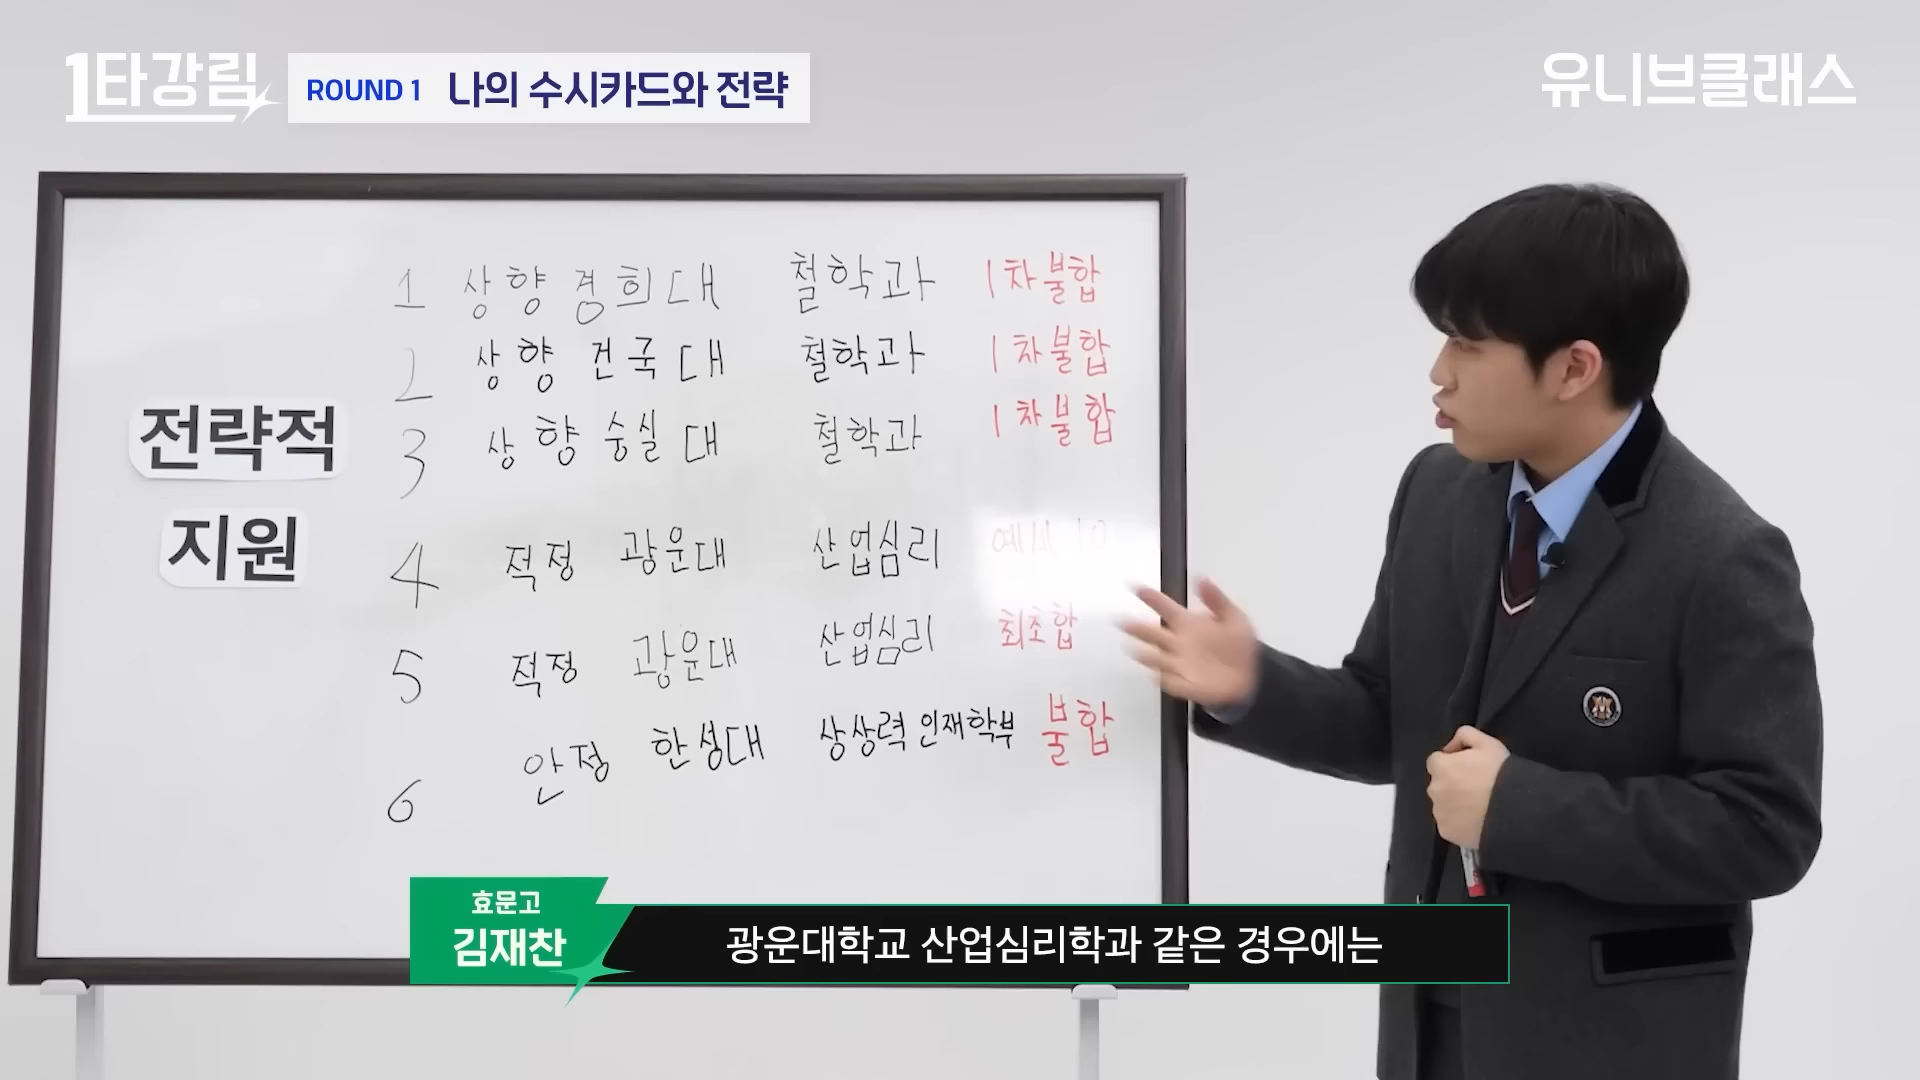 1타강림 ROUND 1 나의 수시카드와 전략
유니브클래스
전략적
지원
1 상향 경희대 철학과 1차불합
2 상향 건국대 철학과 1차불합
3 상향 숭실대 철학과 1차불합
4 적정 광운대 산업심리 예비 10
5 적정 광운대 산업심리 최초합
6 안정 한성대 상상력 인재학부 불합
효문고
김재찬
광운대학교 산업심리학과 같은 경우에는